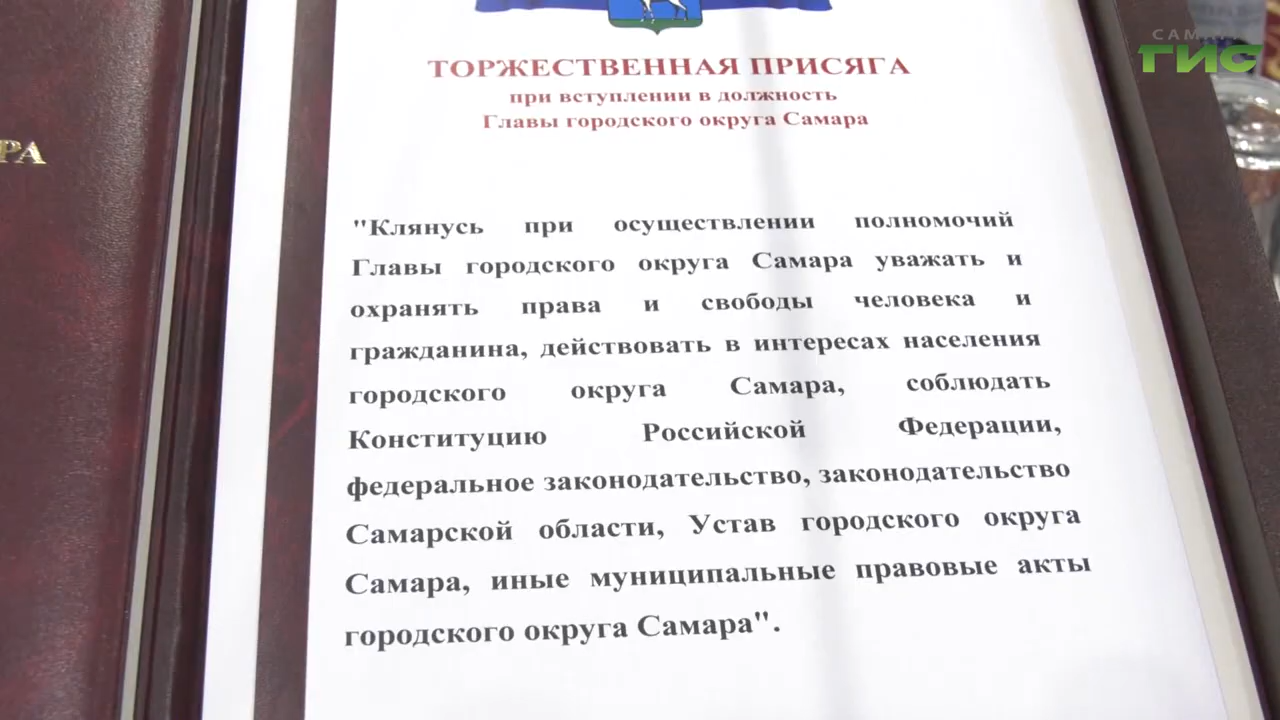 САМАРА
ГИС
РА
ТОРЖЕСТВЕННАЯ ПРИСЯГА
при вступлении в должность
Главы городского округа Самара
"Клянусь при осуществлении полномочий
Главы городского округа Самара уважать и
охранять права и свободы человека и
гражданина, действовать в интересах населения
городского округа Самара, соблюдать
Конституцию Российской Федерации,
федеральное законодательство, законодательство
Самарской области, Устав городского округа
Самара, иные муниципальные правовые акты
городского округа Самара".